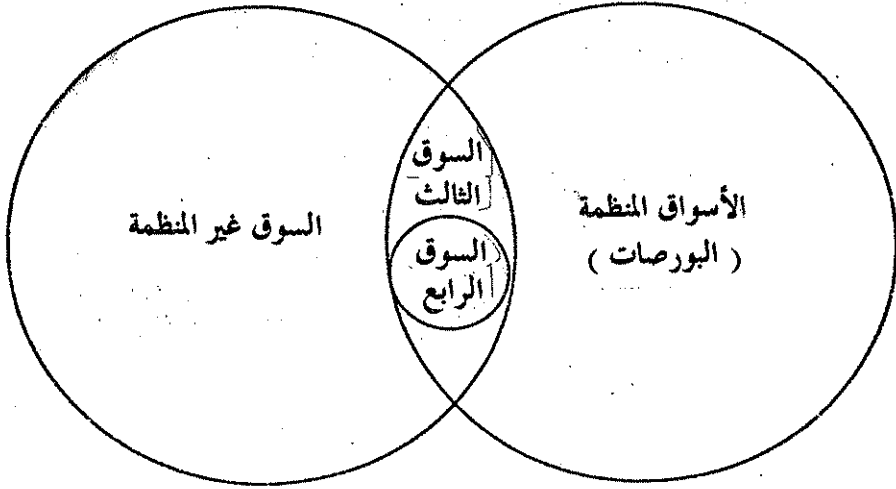 السوق
الثالث
الأسواق المنظمة
( البورصات )
السوق غير المنظمة
السوق
الرابع